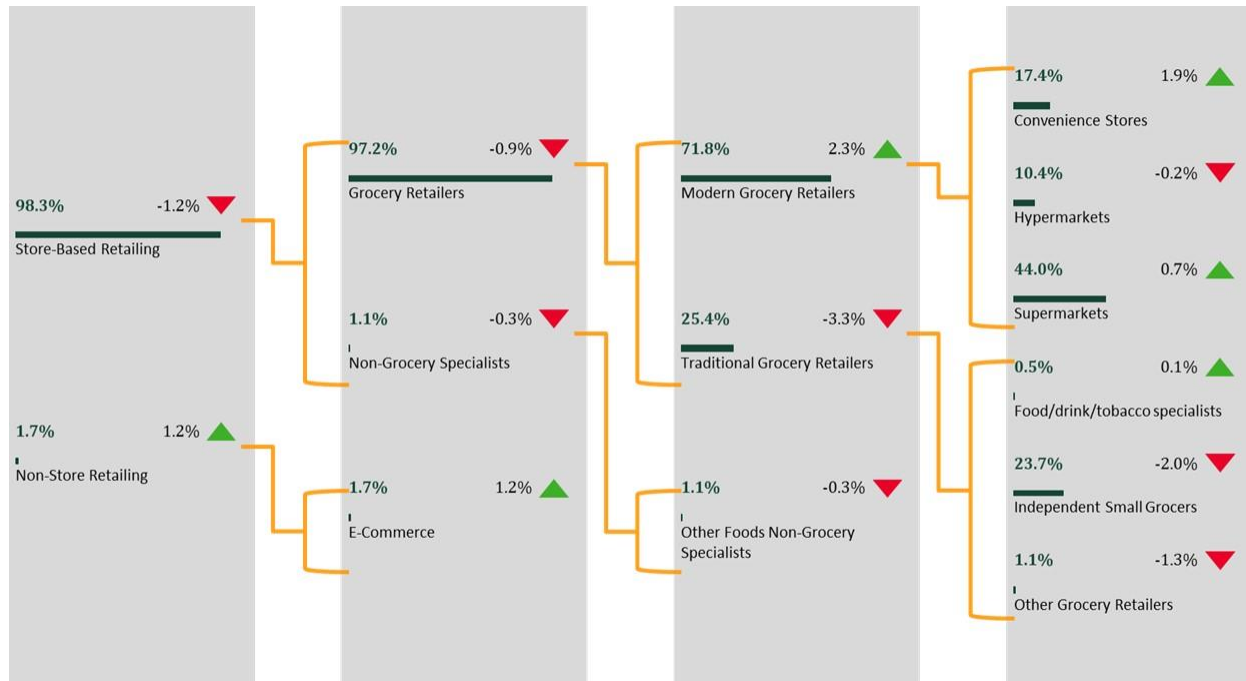 98.3% -1.2%
Store-Based Retailing
1.7% 1.2%
Non-Store Retailing
97.2% -0.9%
Grocery Retailers
1.1% -0.3%
Non-Grocery Specialists
1.7% 1.2%
E-Commerce
71.8% 2.3%
Modern Grocery Retailers
25.4% -3.3%
Traditional Grocery Retailers
1.1% -0.3%
Other Foods Non-Grocery
Specialists
17.4% 1.9%
Convenience Stores
10.4% -0.2%
Hypermarkets
44.0% 0.7%
Supermarkets
0.5% 0.1%
Food/drink/tobacco specialists
23.7% -2.0%
Independent Small Grocers
1.1% -1.3%
Other Grocery Retailers